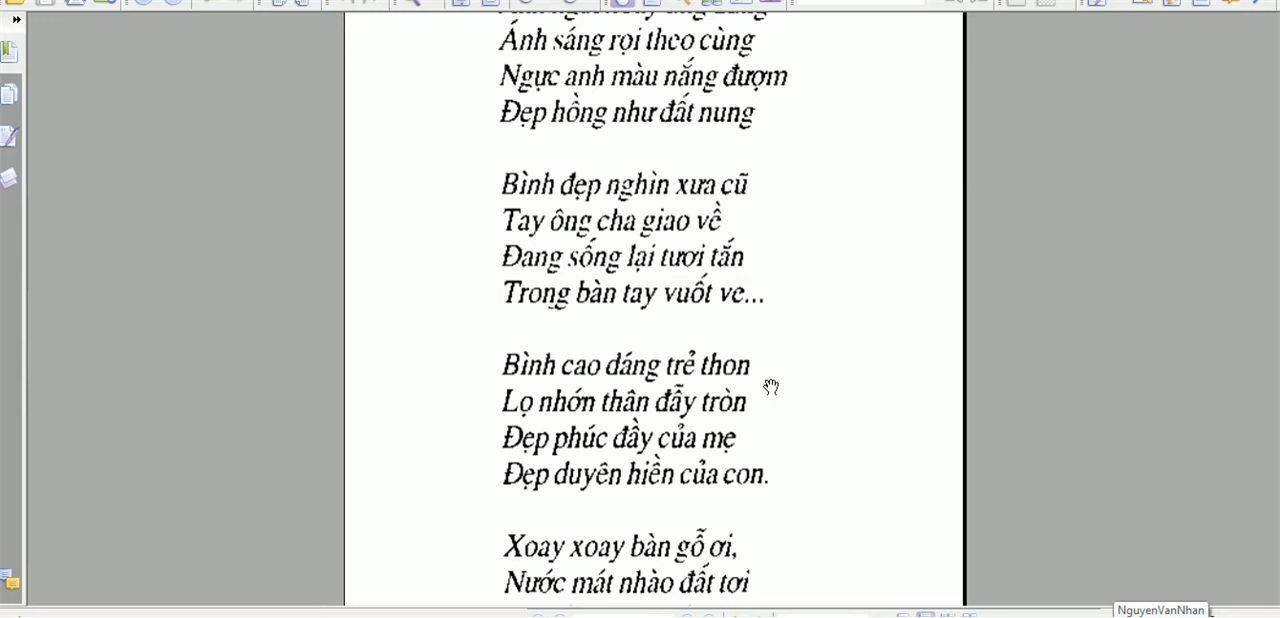 Ánh sáng rọi theo cùng
Ngực anh màu nắng đượm
Đẹp hồng như đất nung
Bình đẹp nghìn xưa cũ
Tay ông cha giao về
Đang sống lại tươi tắn
Trong bàn tay vuốt ve...
Bình cao dáng trẻ thon
Lọ nhớn thân đẫy tròn
Đẹp phúc đầy của mẹ
Đẹp duyên hiền của con.
Xoay xoay bàn gỗ ơi,
Nước mát nhào đất tơi
NguyenVanNhan